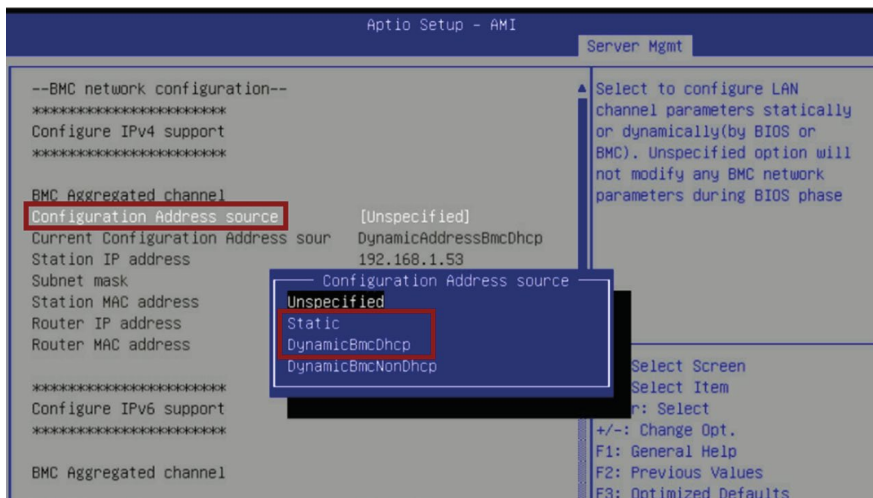 Aptio Setup - AMI
Server Mgmt
--BMC network configuration--
************************
Configure IPv4 support
************************
BMC Aggregated channel
Configuration Address source [Unspecified]
Current Configuration Address sour DynamicAddressBmcDhcp
Station IP address 192.168.1.53
Subnet mask
Station MAC address
Router IP address
Router MAC address
************************
Configure IPv6 support
************************
BMC Aggregated channel
Configuration Address source
Unspecified
Static
DynamicBmcDhcp
DynamicBmcNonDhcp
Select to configure LAN
channel parameters statically
or dynamically(by BIOS or
BMC). Unspecified option will
not modify any BMC network
parameters during BIOS phase
Select Screen
Select Item
r: Select
+/-: Change Opt.
F1: General Help
F2: Previous Values
F3: Optimized Defaults